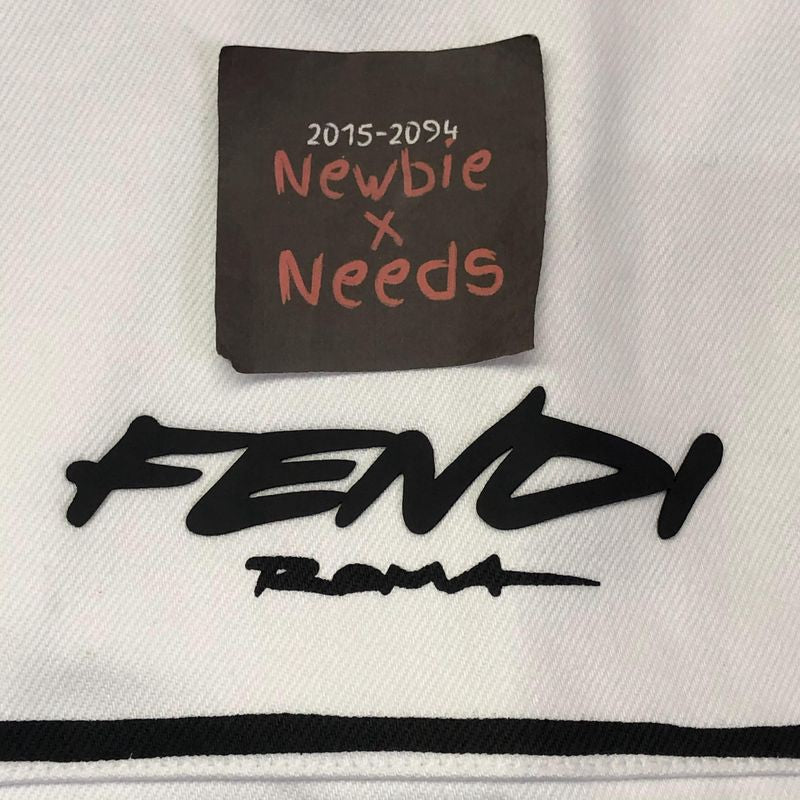 2015-2094
Newbie
x
Needs
FENDI
ROMA